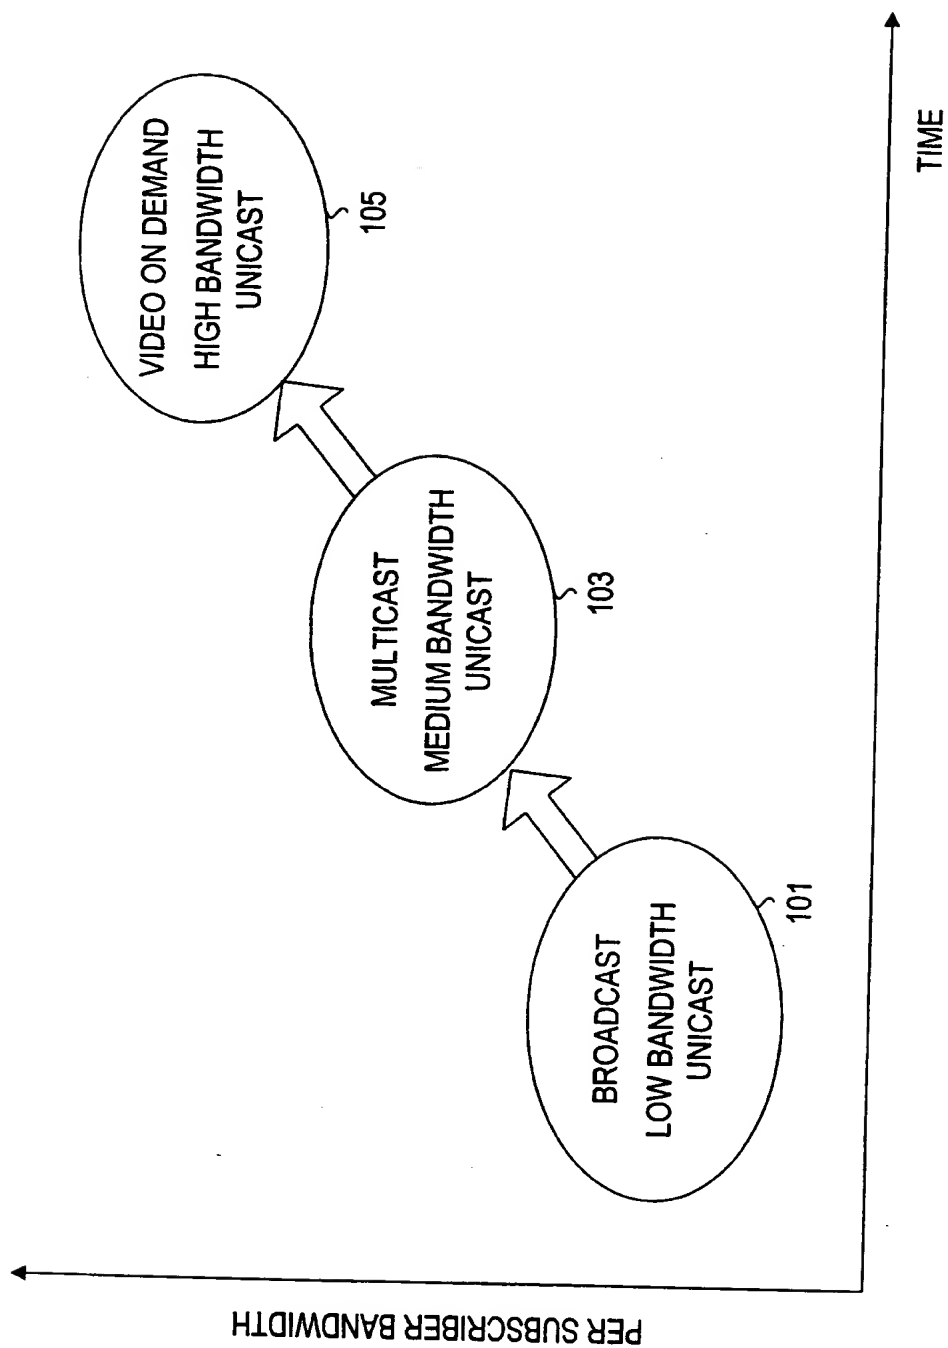 PER SUBSCRIBER BANDWIDTH
VIDEO ON DEMAND
HIGH BANDWIDTH
UNICAST
105
MULTICAST
MEDIUM BANDWIDTH
UNICAST
103
BROADCAST
LOW BANDWIDTH
UNICAST
101
TIME